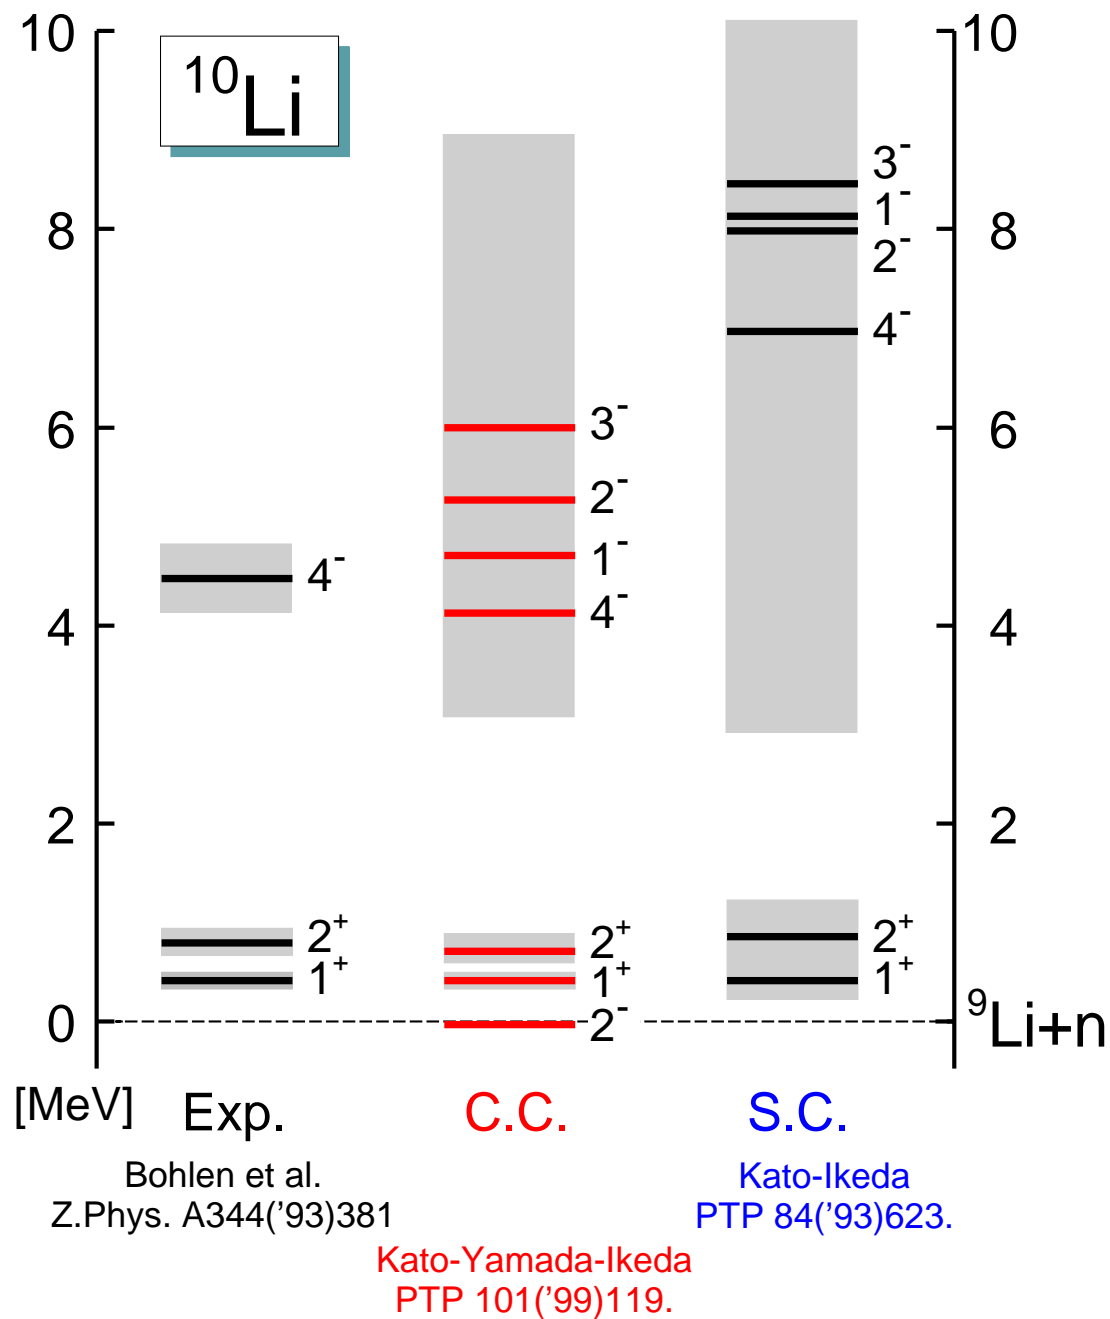 10
10
¹⁰Li
3⁻
1⁻
8
8
2⁻
4⁻
6
3⁻
6
2⁻
1⁻
4⁻
4⁻
4
4
2
2
2⁺
2⁺
2⁺
1⁺
1⁺
1⁺
0
2⁻
⁹Li+n
[MeV]
Exp.
C.C.
S.C.
Bohlen et al.
Z.Phys. A344('93)381
Kato-Ikeda
PTP 84('93)623.
Kato-Yamada-Ikeda
PTP 101('99)119.